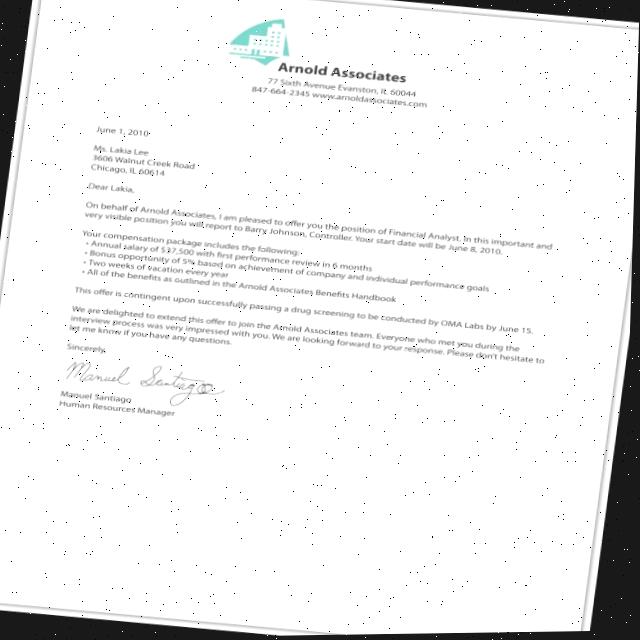 Arnold Associates
77 Sixth Avenue Evanston, IL 60044
847-664-2345 www.arnoldassociates.com
June 1, 2010
Ms. Lakia Lee
3606 Walnut Creek Road
Chicago, IL 60614
Dear Lakia,
On behalf of Arnold Associates, I am pleased to offer you the position of Financial Analyst. In this important and
very visible position you will report to Barry Johnson, Controller. Your start date will be June 8, 2010.
Your compensation package includes the following:
• Annual salary of $37,500 with first performance review in 6 months
• Bonus opportunity of 5% based on achievement of company and individual performance goals
• Two weeks of vacation every year
• All of the benefits as outlined in the Arnold Associates Benefits Handbook
This offer is contingent upon successfully passing a drug screening to be conducted by OMA Labs by June 15.
We are delighted to extend this offer to join the Arnold Associates team. Everyone who met you during the
interview process was very impressed with you. We are looking forward to your response. Please don't hesitate to
let me know if you have any questions.
Sincerely,
Manuel Santiago
Manuel Santiago
Human Resources Manager